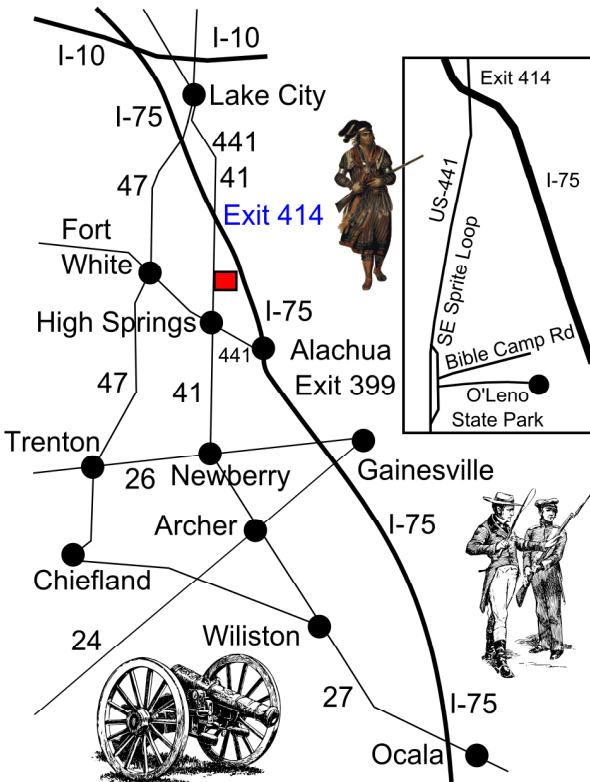 I-10
I-10
Lake City
I-75
441
47
41
Exit 414
Fort
White
I-75
High Springs
441
Alachua
Exit 399
47
41
Trenton
26
Newberry
Gainesville
Archer
I-75
Chiefland
24
Wiliston
27
I-75
Ocala
Exit 414
US-441
I-75
SE Sprite Loop
Bible Camp Rd
O'Leno
State Park